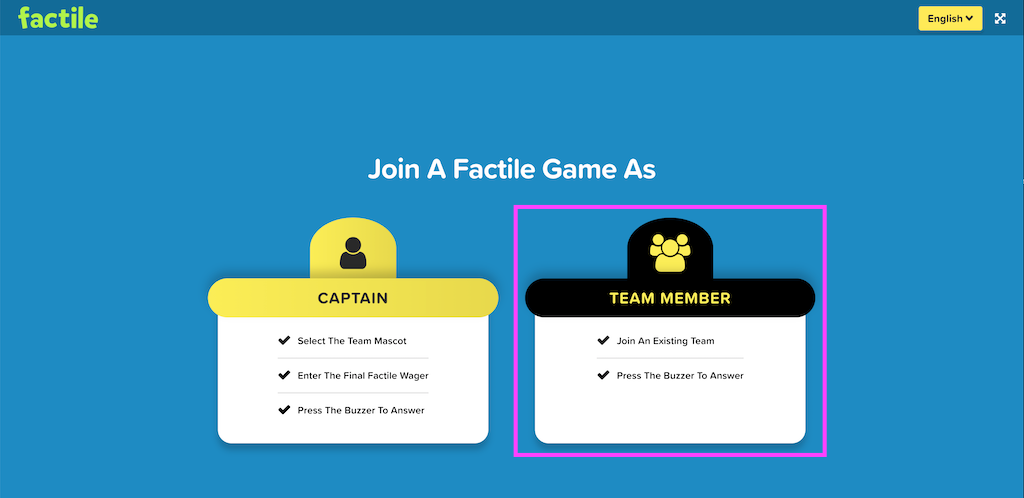 factile
English
Join A Factile Game As
CAPTAIN
Select The Team Mascot
Enter The Final Factile Wager
Press The Buzzer To Answer
TEAM MEMBER
Join An Existing Team
Press The Buzzer To Answer